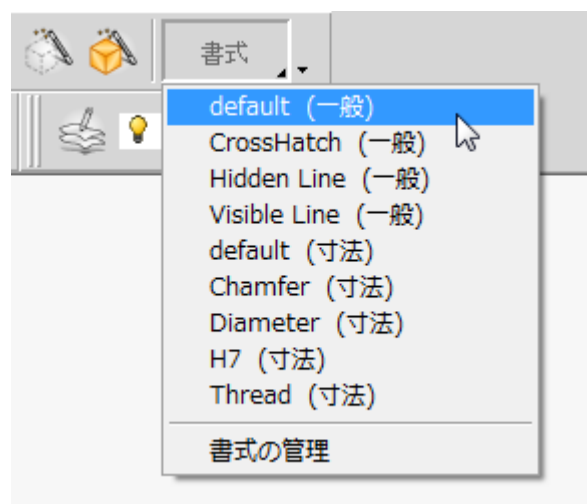 書式
default (一般)
CrossHatch (一般)
Hidden Line (一般)
Visible Line (一般)
default (寸法)
Chamfer (寸法)
Diameter (寸法)
H7 (寸法)
Thread (寸法)
書式の管理